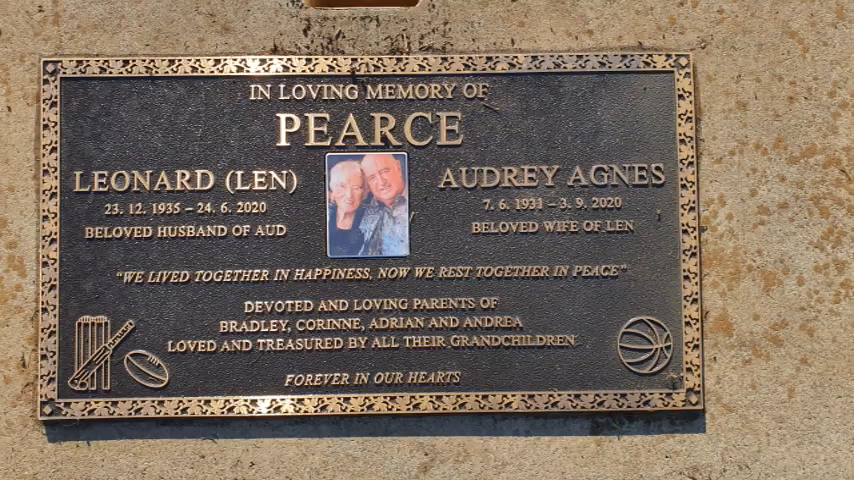 IN LOVING MEMORY OF
PEARCE
LEONARD (LEN)
23. 12. 1935 – 24. 6. 2020
BELOVED HUSBAND OF AUD
AUDREY AGNES
7. 6. 1931 – 3. 9. 2020
BELOVED WIFE OF LEN
"WE LIVED TOGETHER IN HAPPINESS, NOW WE REST TOGETHER IN PEACE"
DEVOTED AND LOVING PARENTS OF
BRADLEY, CORINNE, ADRIAN AND ANDREA
LOVED AND TREASURED BY ALL THEIR GRANDCHILDREN
FOREVER IN OUR HEARTS